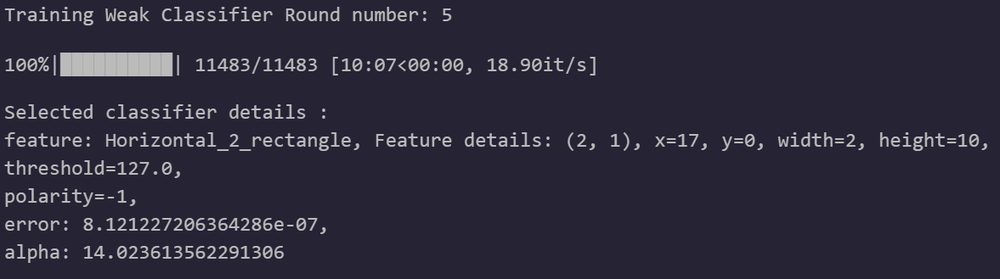 Training Weak Classifier Round number: 5
100%|██████████| 11483/11483 [10:07<00:00, 18.90it/s]
Selected classifier details :
feature: Horizontal_2_rectangle, Feature details: (2, 1), x=17, y=0, width=2, height=10,
threshold=127.0,
polarity=-1,
error: 8.121227206364286e-07,
alpha: 14.023613562291306